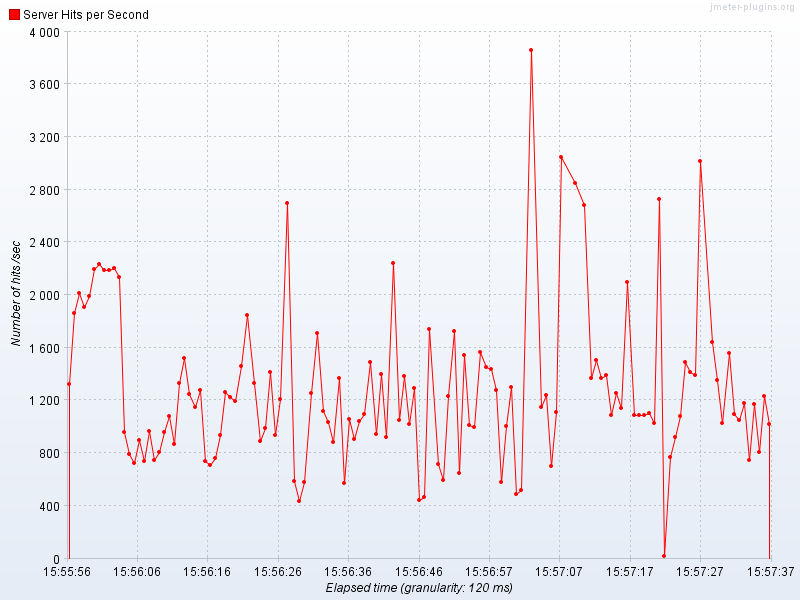 jmeter-plugins.org
Server Hits per Second
4 000
3 600
3 200
2 800
2 400
2 000
1 600
1 200
800
400
0
Number of hits /sec
15:55:56 15:56:06 15:56:16 15:56:26 15:56:36 15:56:46 15:56:57 15:57:07 15:57:17 15:57:27 15:57:37
Elapsed time (granularity: 120 ms)